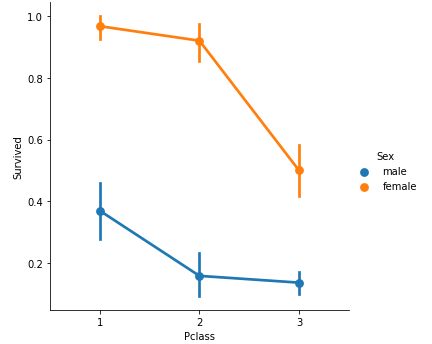 1.0
0.8
0.6
0.4
0.2
Survived
1 2 3
Pclass
Sex
male
female